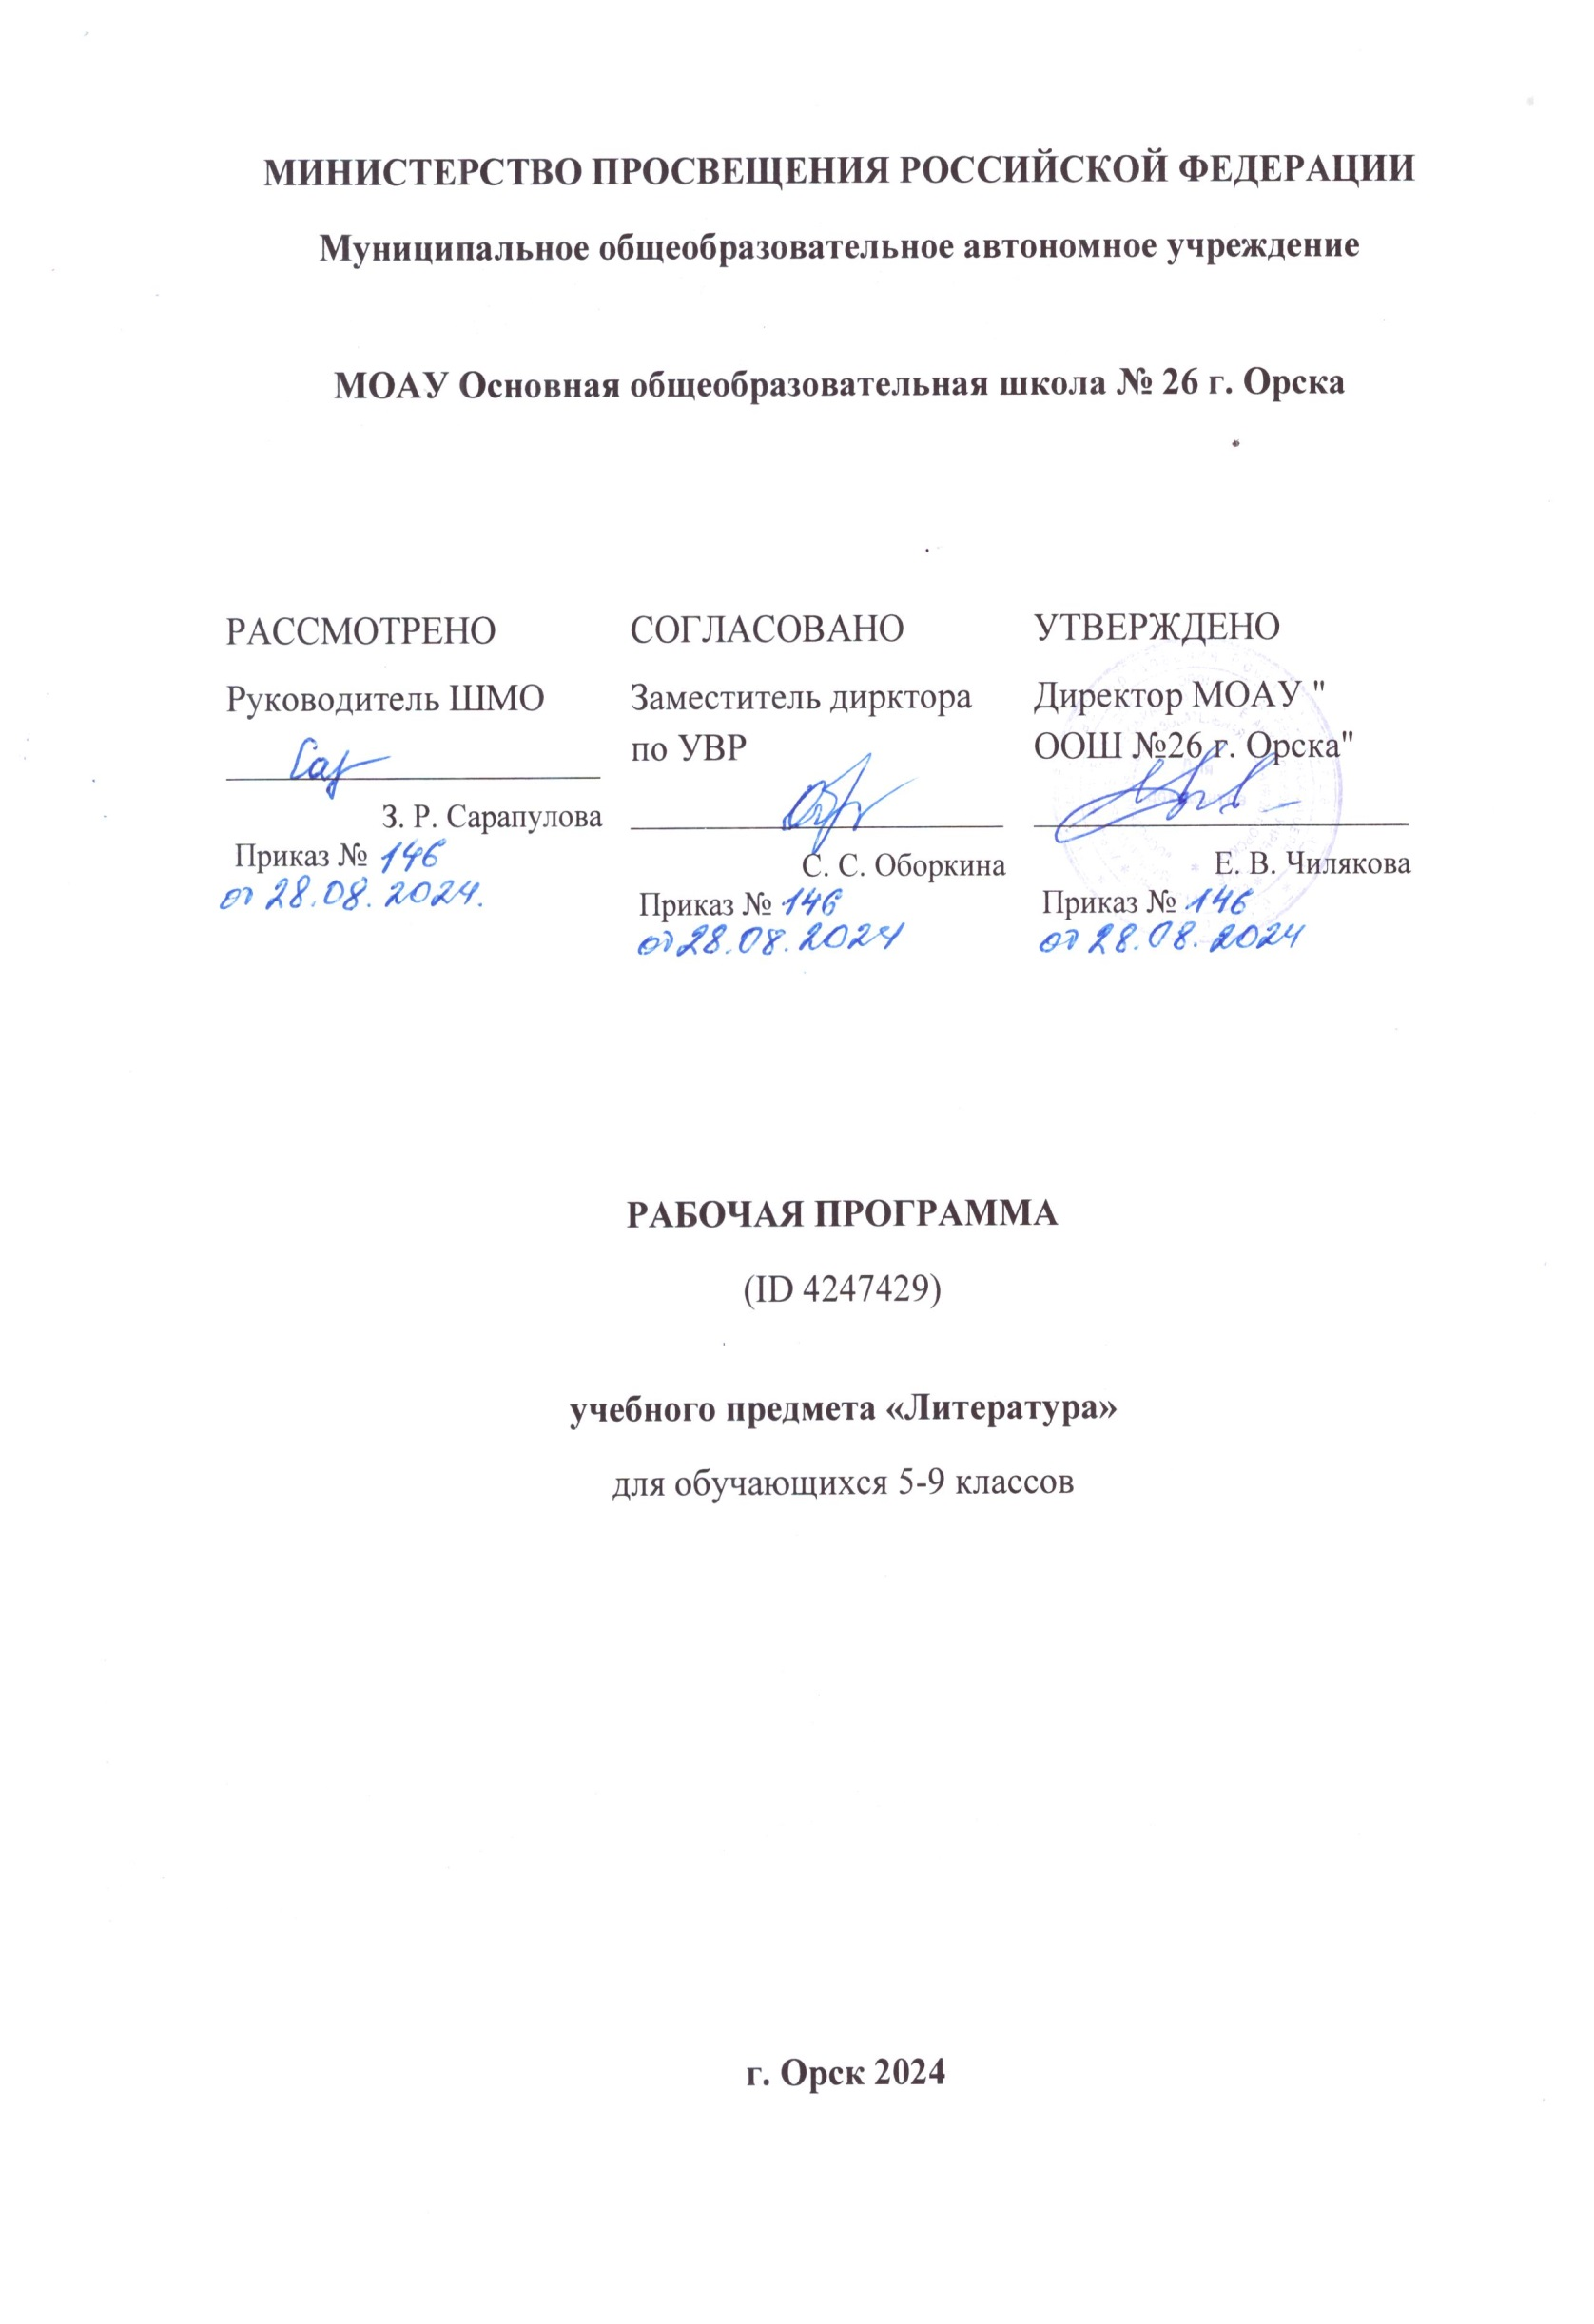 МИНИСТЕРСТВО ПРОСВЕЩЕНИЯ РОССИЙСКОЙ ФЕДЕРАЦИИ
Муниципальное общеобразовательное автономное учреждение
МОАУ Основная общеобразовательная школа № 26 г. Орска
РАССМОТРЕНО
Руководитель ШМО
Сар
З. Р. Сарапулова
Приказ № 146
от 28.08.2024.
СОГЛАСОВАНО
Заместитель дирктора
по УВР
С. С. Оборкина
Приказ № 146
от 28.08.2024
УТВЕРЖДЕНО
Директор МОАУ "
ООШ №26 г. Орска"
Е. В. Чилякова
Приказ № 146
от 28.08.2024
РАБОЧАЯ ПРОГРАММА
(ID 4247429)
учебного предмета «Литература»
для обучающихся 5-9 классов
г. Орск 2024